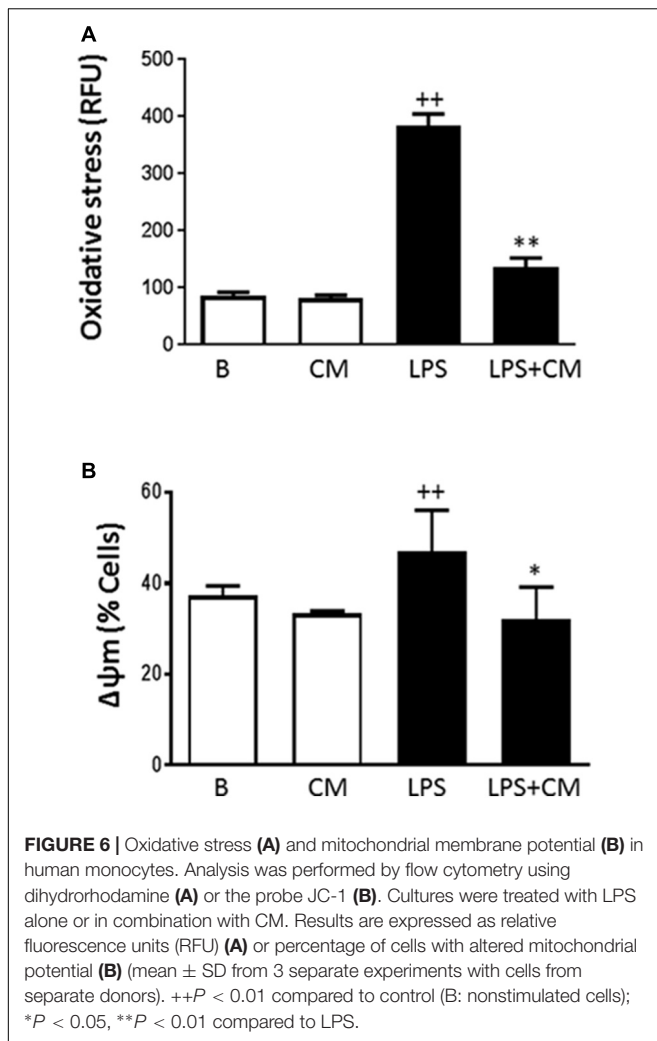 A
Oxidative stress (RFU)
500
400
300
200
100
0
++
**
B CM LPS LPS+CM
B
Δψm (% Cells)
60
40
20
0
++
*
B CM LPS LPS+CM
FIGURE 6 | Oxidative stress (A) and mitochondrial membrane potential (B) in
human monocytes. Analysis was performed by flow cytometry using
dihydrorhodamine (A) or the probe JC-1 (B). Cultures were treated with LPS
alone or in combination with CM. Results are expressed as relative
fluorescence units (RFU) (A) or percentage of cells with altered mitochondrial
potential (B) (mean ± SD from 3 separate experiments with cells from
separate donors). ++P < 0.01 compared to control (B: nonstimulated cells);
*P < 0.05, **P < 0.01 compared to LPS.